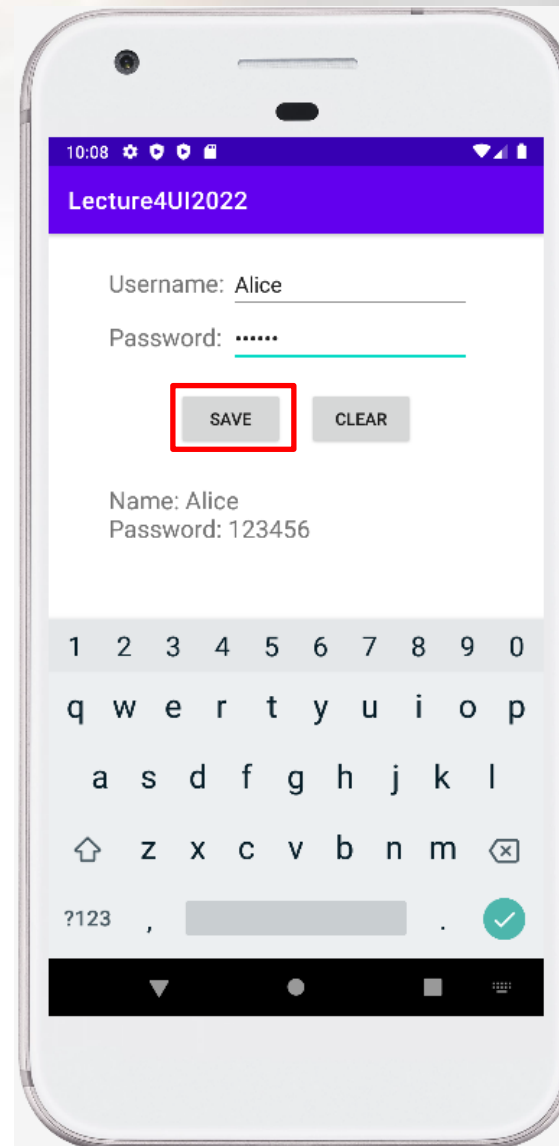 10:08
Lecture4UI2022
Username: Alice
Password: ••••••
SAVE CLEAR
Name: Alice
Password: 123456
1 2 3 4 5 6 7 8 9 0
q w e r t y u i o p
a s d f g h j k l
z x c v b n m
?123 , .